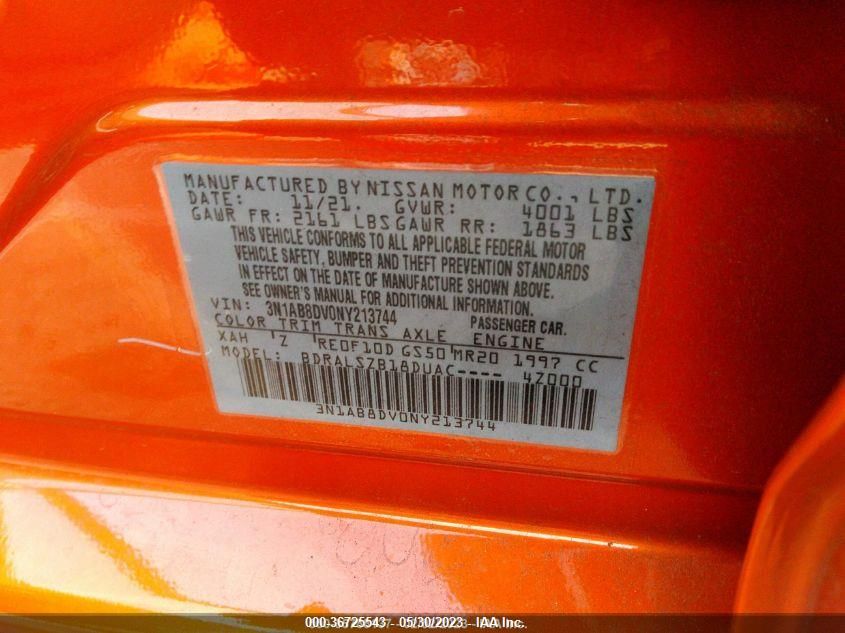 MANUFACTURED BY NISSAN MOTOR CO., LTD.
DATE: 11/21. GVWR: 4001 LBS
GAWR FR: 2161 LBS GAWR RR: 1863 LBS
THIS VEHICLE CONFORMS TO ALL APPLICABLE FEDERAL MOTOR
VEHICLE SAFETY, BUMPER AND THEFT PREVENTION STANDARDS
IN EFFECT ON THE DATE OF MANUFACTURE SHOWN ABOVE.
SEE OWNER'S MANUAL FOR ADDITIONAL INFORMATION.
VIN: 3N1AB8DV0NY213744 PASSENGER CAR.
COLOR TRIM TRANS AXLE ENGINE
XAH Z RE0F10D GS50 MR20 1997 CC
MODEL: BDRALSZB18DUAC---- 4Z000
3N1AB8DV0NY213744
000-36725543 05/30/2023 IAA Inc.